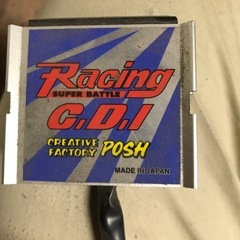 Racing
SUPER BATTLE
C.D.I
CREATIVE
FACTORY POSH
MADE IN JAPAN